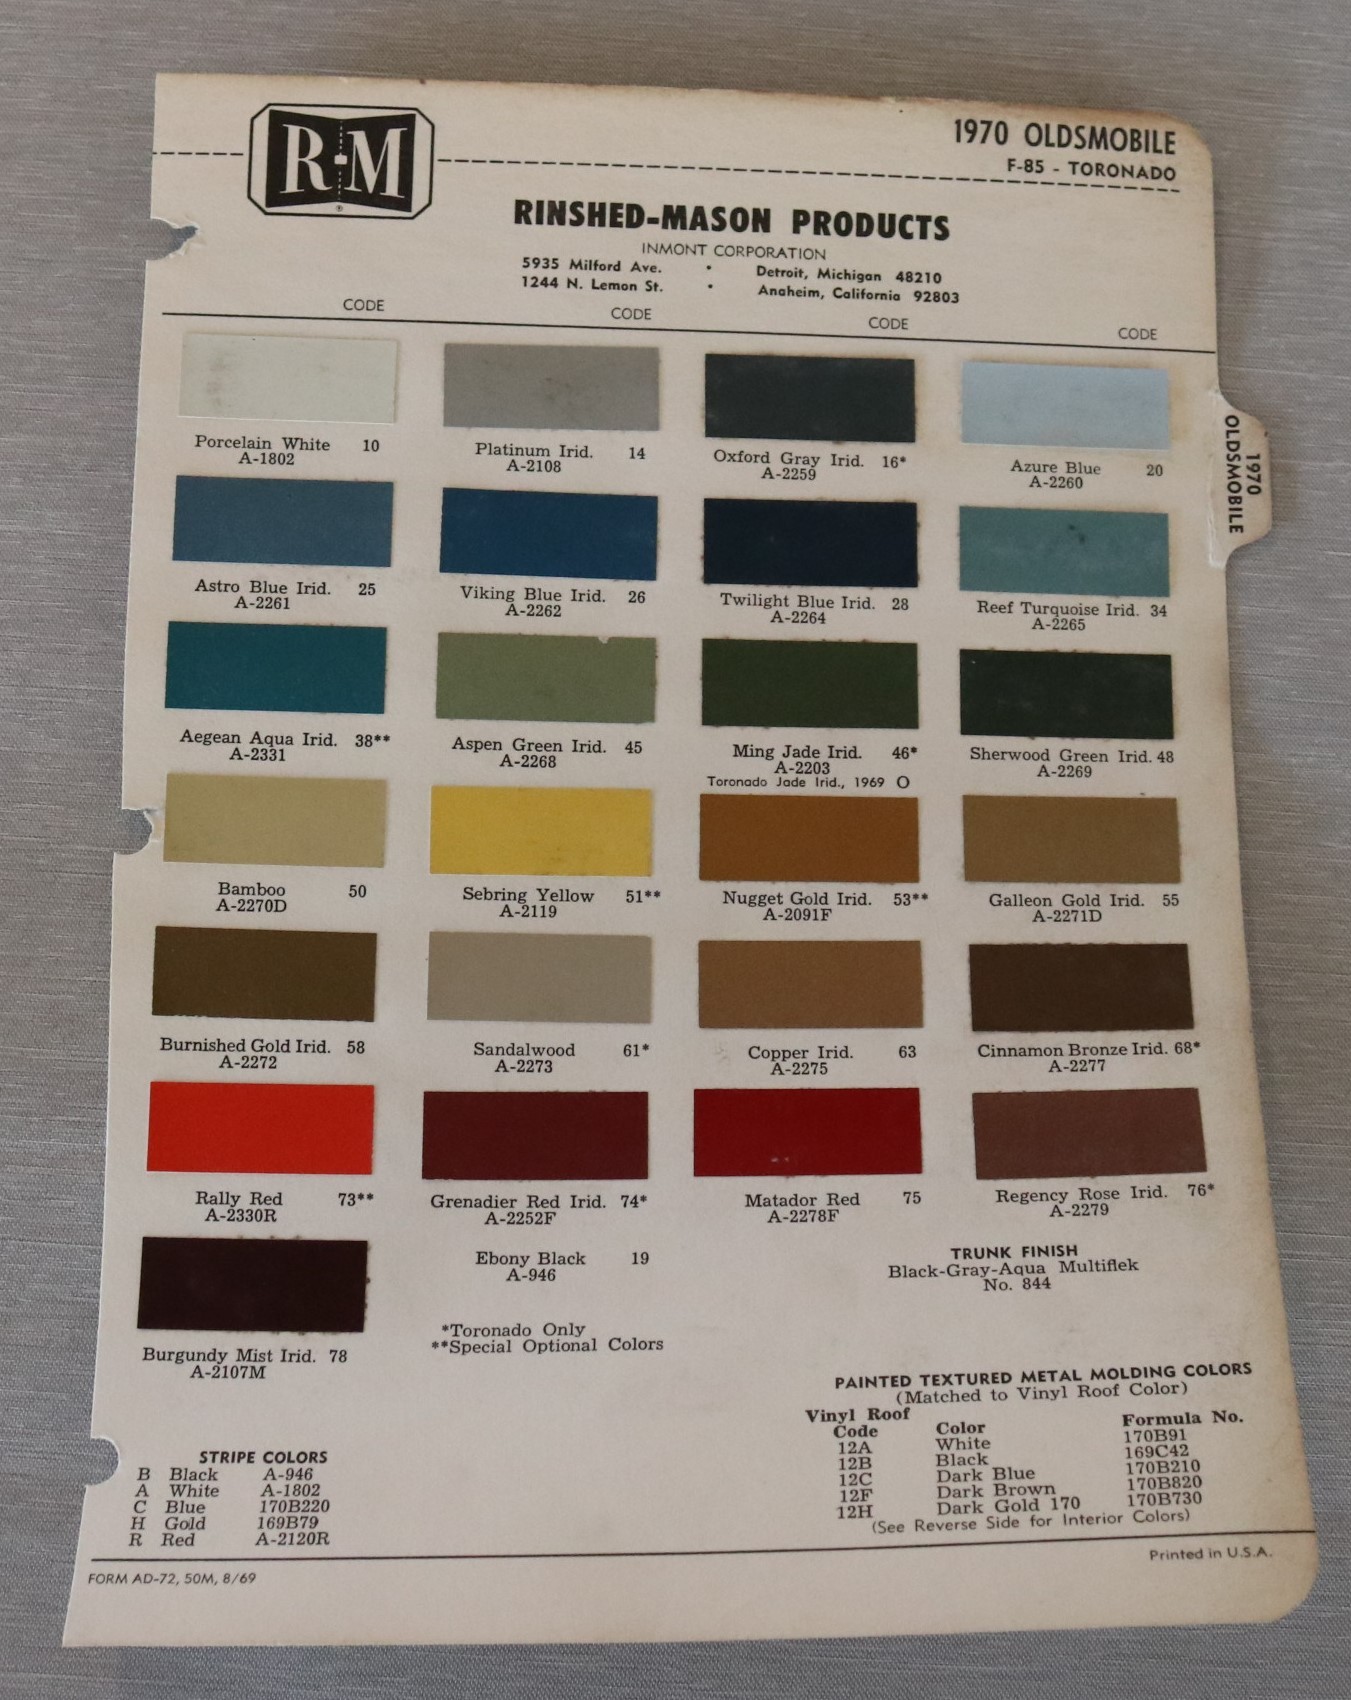 R-M
®
1970 OLDSMOBILE
F-85 - TORONADO
RINSHED-MASON PRODUCTS
INMONT CORPORATION
5935 Milford Ave. • Detroit, Michigan 48210
1244 N. Lemon St. • Anaheim, California 92803
CODE CODE CODE CODE
1970
OLDSMOBILE
Porcelain White 10
A-1802
Platinum Irid. 14
A-2108
Oxford Gray Irid. 16*
A-2259
Azure Blue 20
A-2260
Astro Blue Irid. 25
A-2261
Viking Blue Irid. 26
A-2262
Twilight Blue Irid. 28
A-2264
Reef Turquoise Irid. 34
A-2265
Aegean Aqua Irid. 38**
A-2331
Aspen Green Irid. 45
A-2268
Ming Jade Irid. 46*
A-2203
Toronado Jade Irid., 1969 O
Sherwood Green Irid. 48
A-2269
Bamboo 50
A-2270D
Sebring Yellow 51**
A-2119
Nugget Gold Irid. 53**
A-2091F
Galleon Gold Irid. 55
A-2271D
Burnished Gold Irid. 58
A-2272
Sandalwood 61*
A-2273
Copper Irid. 63
A-2275
Cinnamon Bronze Irid. 68*
A-2277
Rally Red 73**
A-2330R
Grenadier Red Irid. 74*
A-2252F
Matador Red 75
A-2278F
Regency Rose Irid. 76*
A-2279
Burgundy Mist Irid. 78
A-2107M
Ebony Black 19
A-946
*Toronado Only
**Special Optional Colors
TRUNK FINISH
Black-Gray-Aqua Multiflek
No. 844
STRIPE COLORS
B Black A-946
A White A-1802
C Blue 170B220
H Gold 169B79
R Red A-2120R
PAINTED TEXTURED METAL MOLDING COLORS
(Matched to Vinyl Roof Color)
Vinyl Roof
Code Color Formula No.
12A White 170B91
12B Black 169C42
12C Dark Blue 170B210
12F Dark Brown 170B820
12H Dark Gold 170 170B730
(See Reverse Side for Interior Colors)
FORM AD-72, 50M, 8/69
Printed in U.S.A.